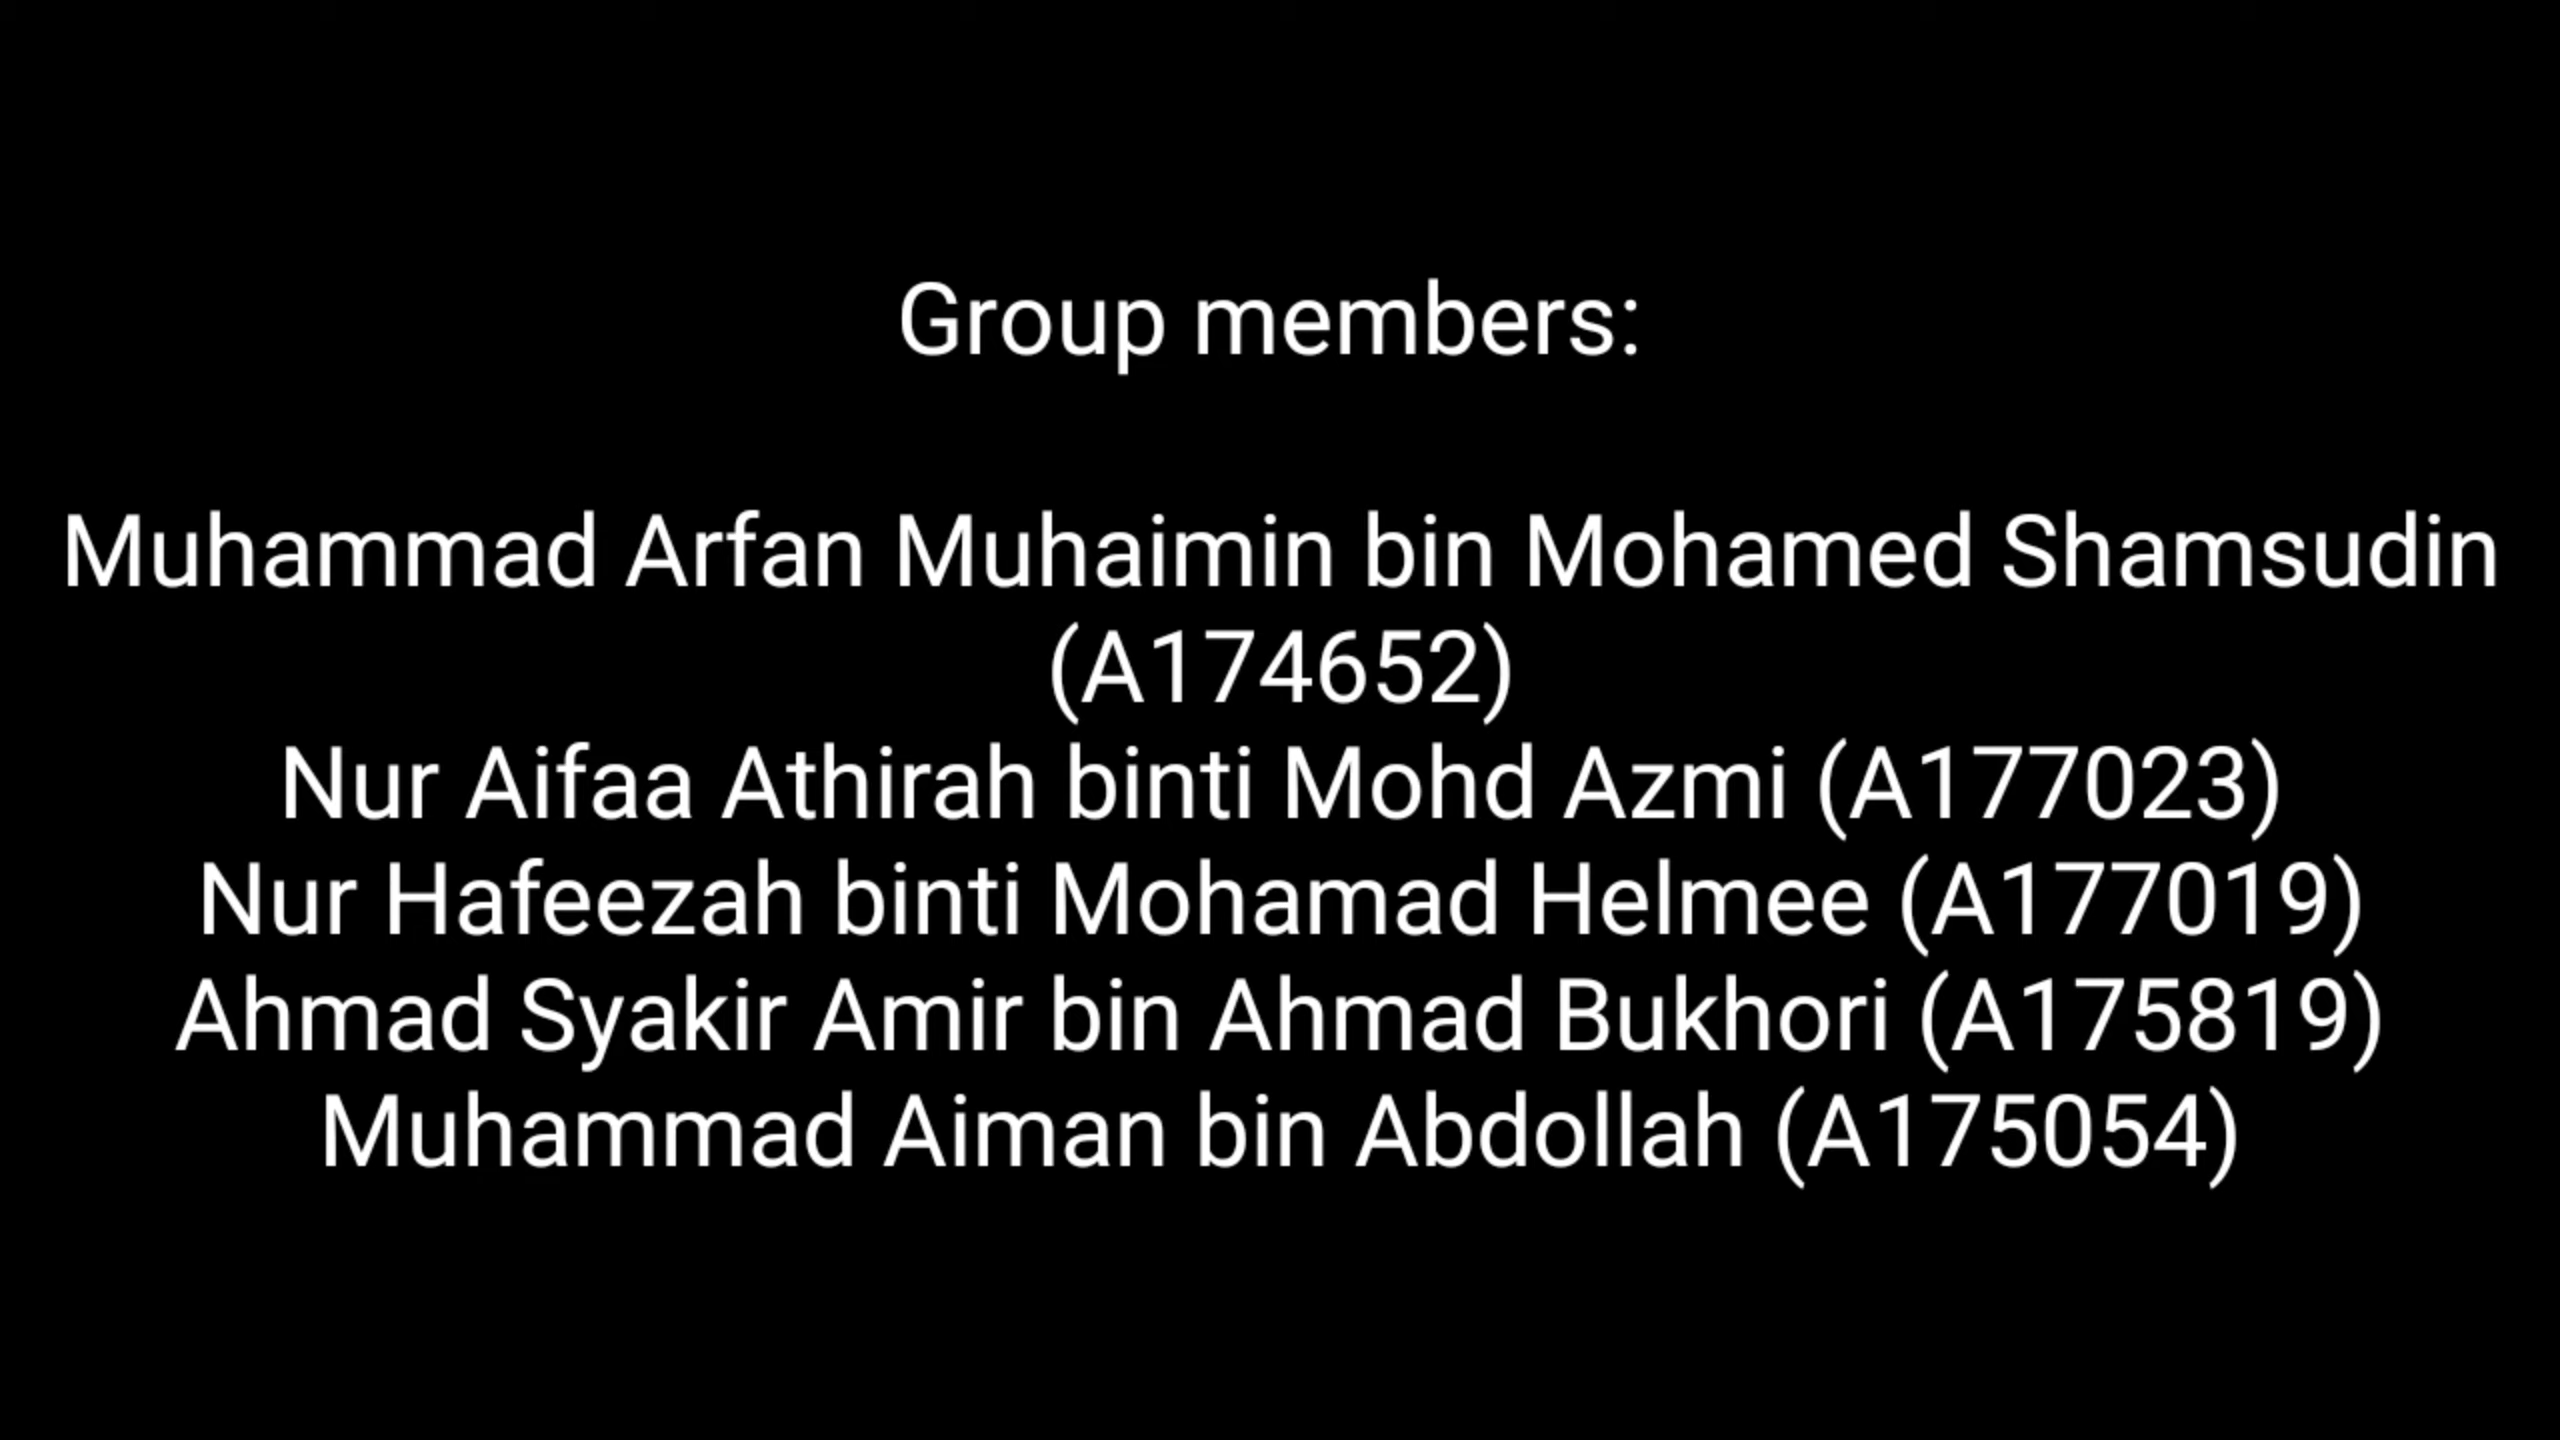 Group members:
Muhammad Arfan Muhaimin bin Mohamed Shamsudin
(A174652)
Nur Aifaa Athirah binti Mohd Azmi (A177023)
Nur Hafeezah binti Mohamad Helmee (A177019)
Ahmad Syakir Amir bin Ahmad Bukhori (A175819)
Muhammad Aiman bin Abdollah (A175054)